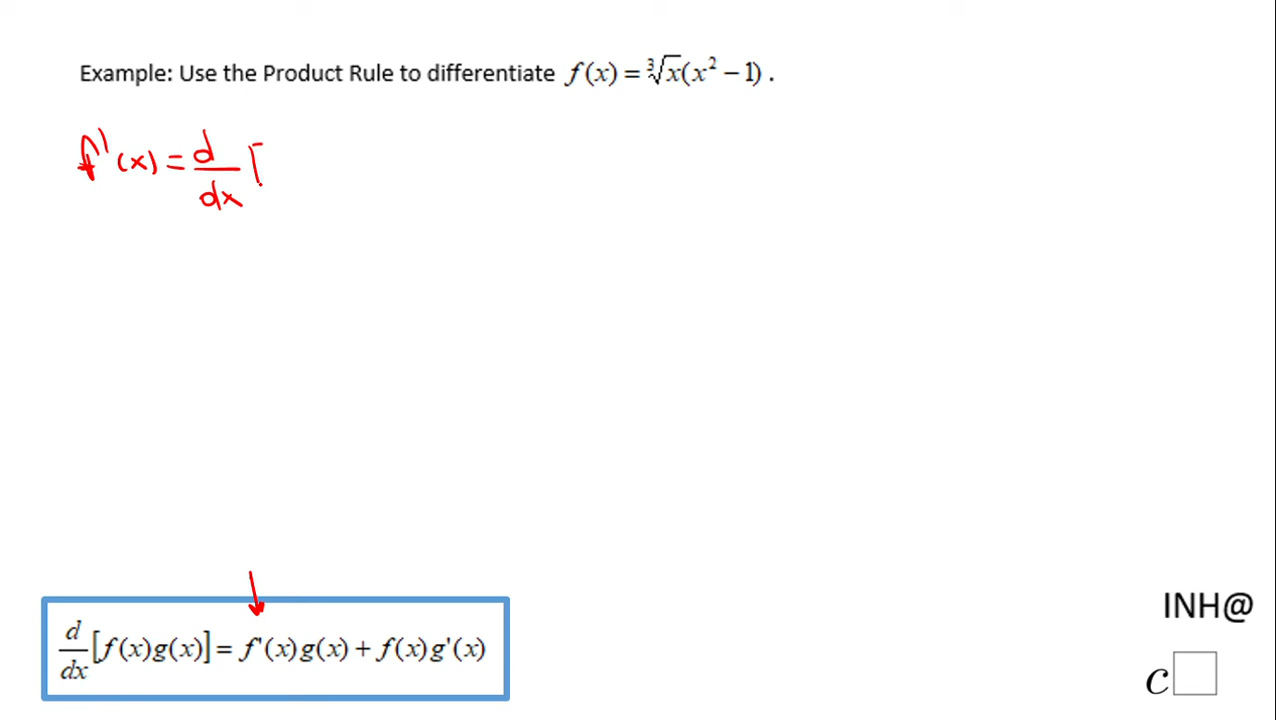 Example: Use the Product Rule to differentiate f(x) = ∛x(x² − 1) .
f'(x) = d/dx [
d/dx [f(x)g(x)] = f'(x)g(x) + f(x)g'(x)
INH@
c